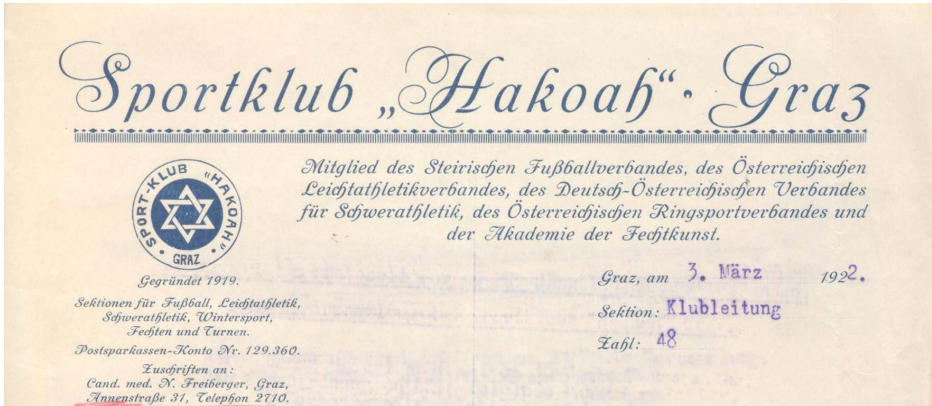 Sportklub „Hakoah“ · Graz
Mitglied des Steirischen Fußballverbandes, des Österreichischen
Leichtathletikverbandes, des Deutsch-Österreichischen Verbandes
für Schwerathletik, des Österreichischen Ringsportverbandes und
der Akademie der Fechtkunst.
SPORT-KLUB "HAKOAH" • GRAZ •
Gegründet 1919.
Sektionen für Fußball, Leichtathletik,
Schwerathletik, Wintersport,
Fechten und Turnen.
Postsparkassen-Konto Nr. 129.360.
Zuschriften an:
Cand. med. N. Freiberger, Graz,
Annenstraße 31, Telephon 2710.
Graz, am 3. März 1922.
Sektion: Klubleitung
Zahl: 48